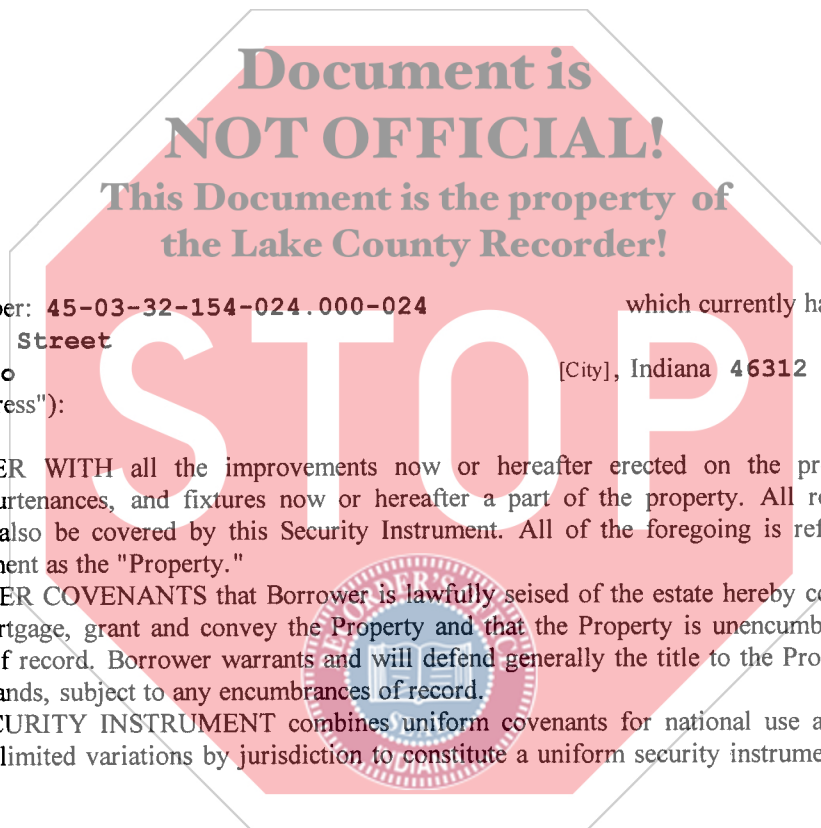 Document is
NOT OFFICIAL!
This Document is the property of
the Lake County Recorder!
er: 45-03-32-154-024.000-024 which currently ha
Street
o [City], Indiana 46312
ress"):
ER WITH all the improvements now or hereafter erected on the pr
urtenances, and fixtures now or hereafter a part of the property. All r
also be covered by this Security Instrument. All of the foregoing is ref
ent as the "Property."
ER COVENANTS that Borrower is lawfully seised of the estate hereby c
rtgage, grant and convey the Property and that the Property is unencumb
f record. Borrower warrants and will defend generally the title to the Pro
ands, subject to any encumbrances of record.
CURITY INSTRUMENT combines uniform covenants for national use a
limited variations by jurisdiction to constitute a uniform security instrume
STOP
SEAL
INDIANA